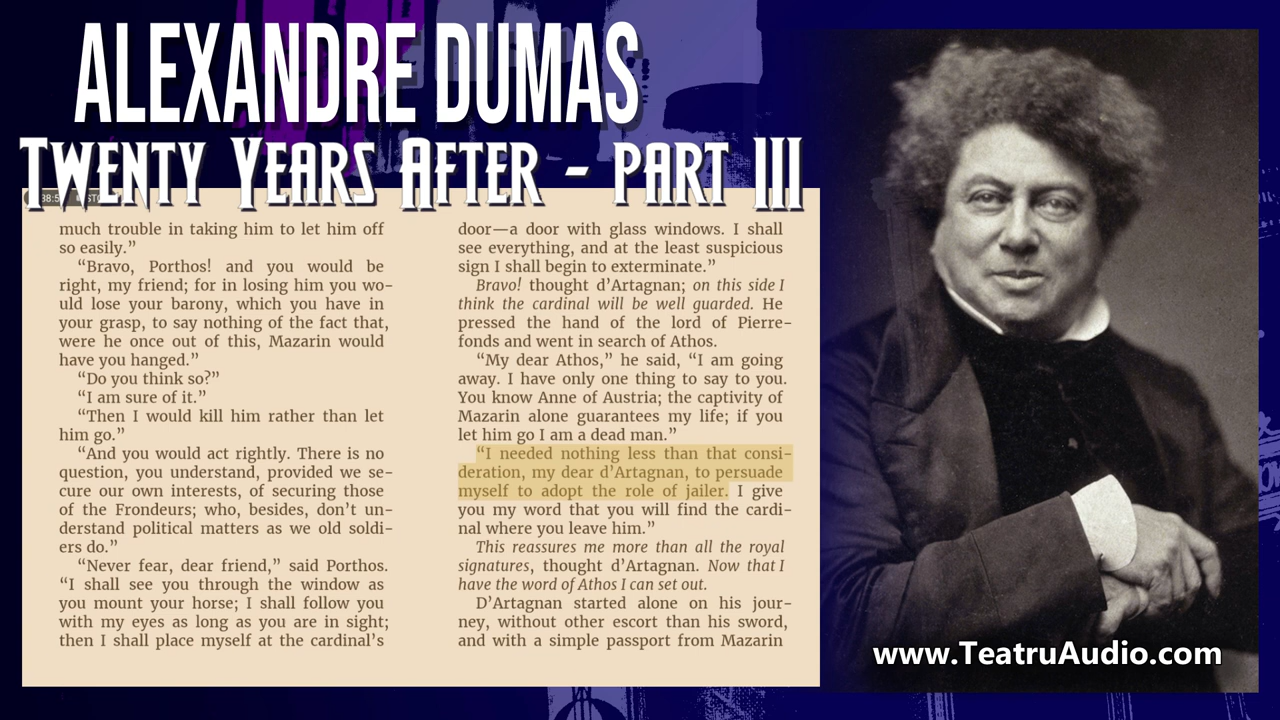 ALEXANDRE DUMAS
TWENTY YEARS AFTER - PART III
much trouble in taking him to let him off
so easily.”
“Bravo, Porthos! and you would be
right, my friend; for in losing him you wo-
uld lose your barony, which you have in
your grasp, to say nothing of the fact that,
were he once out of this, Mazarin would
have you hanged.”
“Do you think so?”
“I am sure of it.”
“Then I would kill him rather than let
him go.”
“And you would act rightly. There is no
question, you understand, provided we se-
cure our own interests, of securing those
of the Frondeurs; who, besides, don’t un-
derstand political matters as we old soldi-
ers do.”
“Never fear, dear friend,” said Porthos.
“I shall see you through the window as
you mount your horse; I shall follow you
with my eyes as long as you are in sight;
then I shall place myself at the cardinal’s
door—a door with glass windows. I shall
see everything, and at the least suspicious
sign I shall begin to exterminate.”
Bravo! thought d’Artagnan; on this side I
think the cardinal will be well guarded. He
pressed the hand of the lord of Pierre-
fonds and went in search of Athos.
“My dear Athos,” he said, “I am going
away. I have only one thing to say to you.
You know Anne of Austria; the captivity of
Mazarin alone guarantees my life; if you
let him go I am a dead man.”
“I needed nothing less than that consi-
deration, my dear d’Artagnan, to persuade
myself to adopt the role of jailer. I give
you my word that you will find the cardi-
nal where you leave him.”
This reassures me more than all the royal
signatures, thought d’Artagnan. Now that I
have the word of Athos I can set out.
D’Artagnan started alone on his jour-
ney, without other escort than his sword,
and with a simple passport from Mazarin
www.TeatruAudio.com